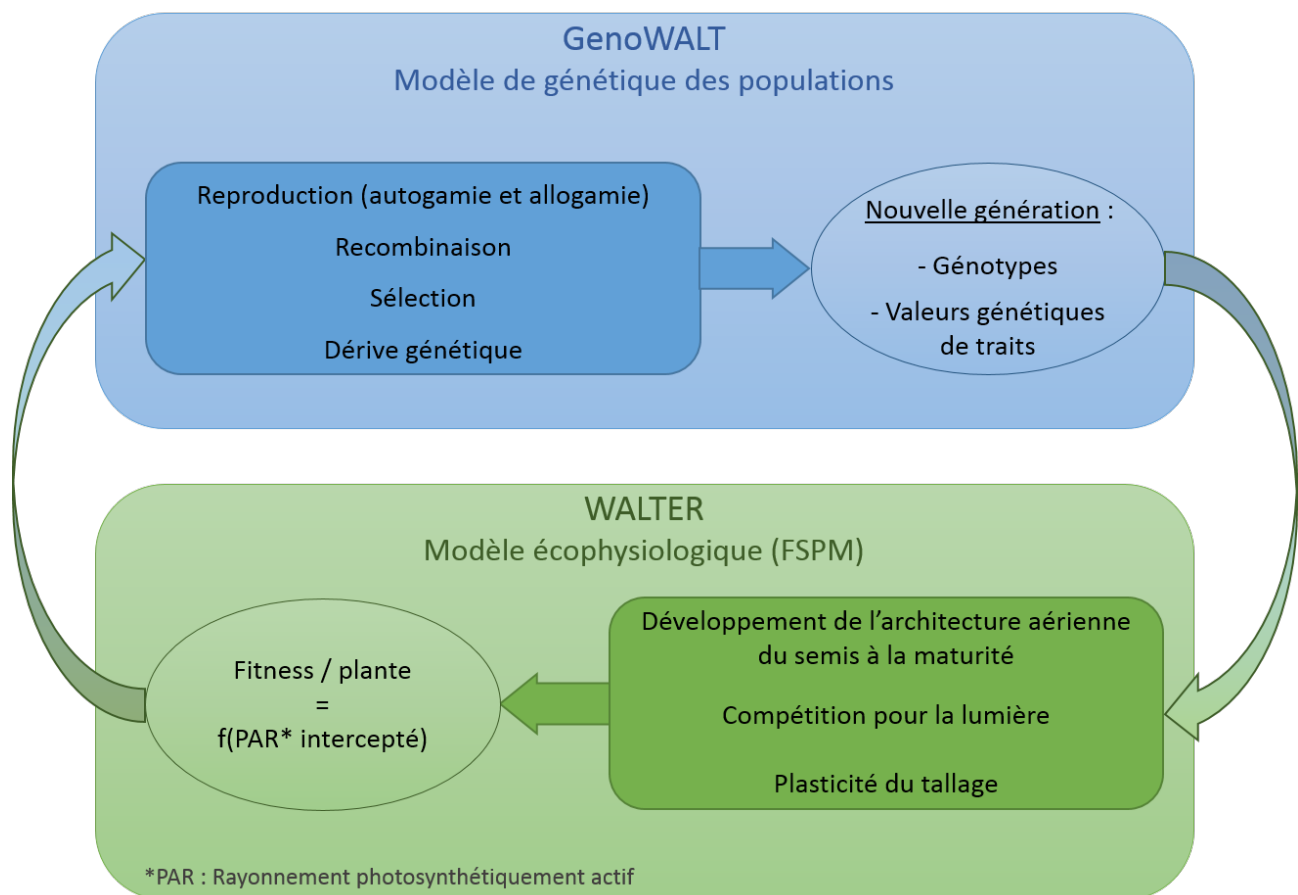 GenoWALT
Modèle de génétique des populations
Reproduction (autogamie et allogamie)
Recombinaison
Sélection
Dérive génétique
Nouvelle génération :
- Génotypes
- Valeurs génétiques
de traits
WALTER
Modèle écophysiologique (FSPM)
Fitness / plante
=
f(PAR* intercepté)
Développement de l'architecture aérienne
du semis à la maturité
Compétition pour la lumière
Plasticité du tallage
*PAR : Rayonnement photosynthétiquement actif